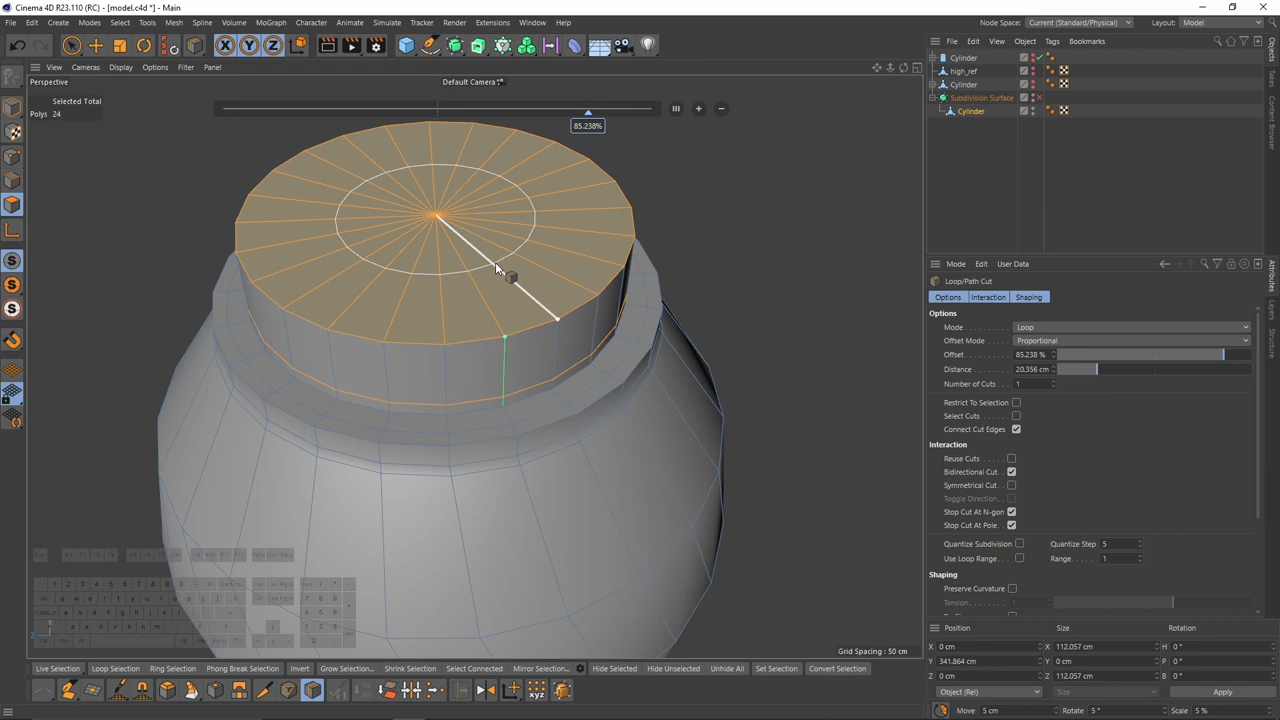 Cinema 4D R23.110 (RC) - [model.c4d *] - Main
File Edit Create Modes Select Tools Mesh Spline Volume MoGraph Character Animate Simulate Tracker Render Extensions Window Help
Node Space: Current (Standard/Physical) Layout: Model
X Y Z
View Cameras Display Options Filter Panel
Perspective
Default Camera
Selected Total
Polys 24
85.238%
Grid Spacing : 50 cm
File Edit View Object Tags Bookmarks
Cylinder
high_ref
Cylinder
Subdivision Surface
Cylinder
Objects
Takes
Content Browser
Mode Edit User Data
Loop/Path Cut
Options Interaction Shaping
Options
Mode Loop
Offset Mode Proportional
Offset 85.238 %
Distance 20.356 cm
Number of Cuts 1
Restrict To Selection
Select Cuts
Connect Cut Edges
Interaction
Reuse Cuts
Bidirectional Cut
Symmetrical Cut
Toggle Direction
Stop Cut At N-gon
Stop Cut At Pole
Quantize Subdivision Quantize Step 5
Use Loop Range Range 1
Shaping
Preserve Curvature
Tension 1
Attributes
Layers
Structure
Live Selection Loop Selection Ring Selection Phong Break Selection Invert Grow Selection... Shrink Selection Select Connected Mirror Selection... Hide Selected Hide Unselected Unhide All Set Selection Convert Selection
Position Size Rotation
X 0 cm X 112.057 cm H 0 °
Y 341.864 cm Y 0 cm P 0 °
Z 0 cm Z 112.057 cm B 0 °
Object (Rel) Size Apply
Move 5 cm Rotate 5 ° Scale 5 %